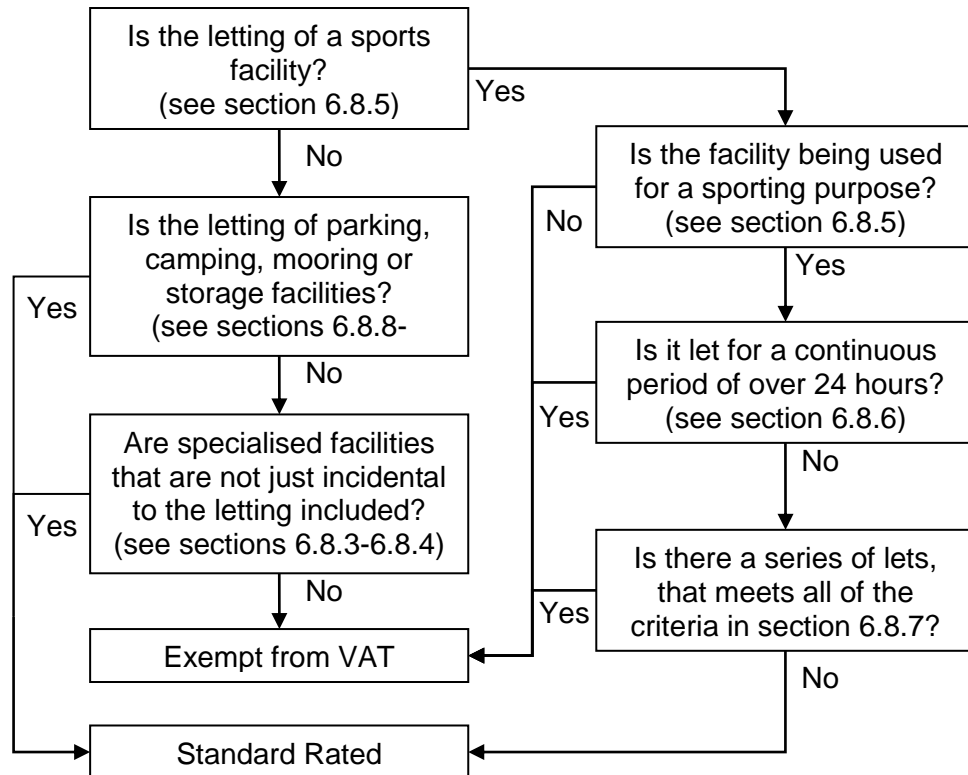 Is the letting of a sports
facility?
(see section 6.8.5)
Yes
No
Is the facility being used
for a sporting purpose?
(see section 6.8.5)
No
Yes
Is the letting of parking,
camping, mooring or
storage facilities?
(see sections 6.8.8-
Yes
No
Is it let for a continuous
period of over 24 hours?
(see section 6.8.6)
Yes
No
Are specialised facilities
that are not just incidental
to the letting included?
(see sections 6.8.3-6.8.4)
Yes
No
Is there a series of lets,
that meets all of the
criteria in section 6.8.7?
Yes
No
Exempt from VAT
Standard Rated